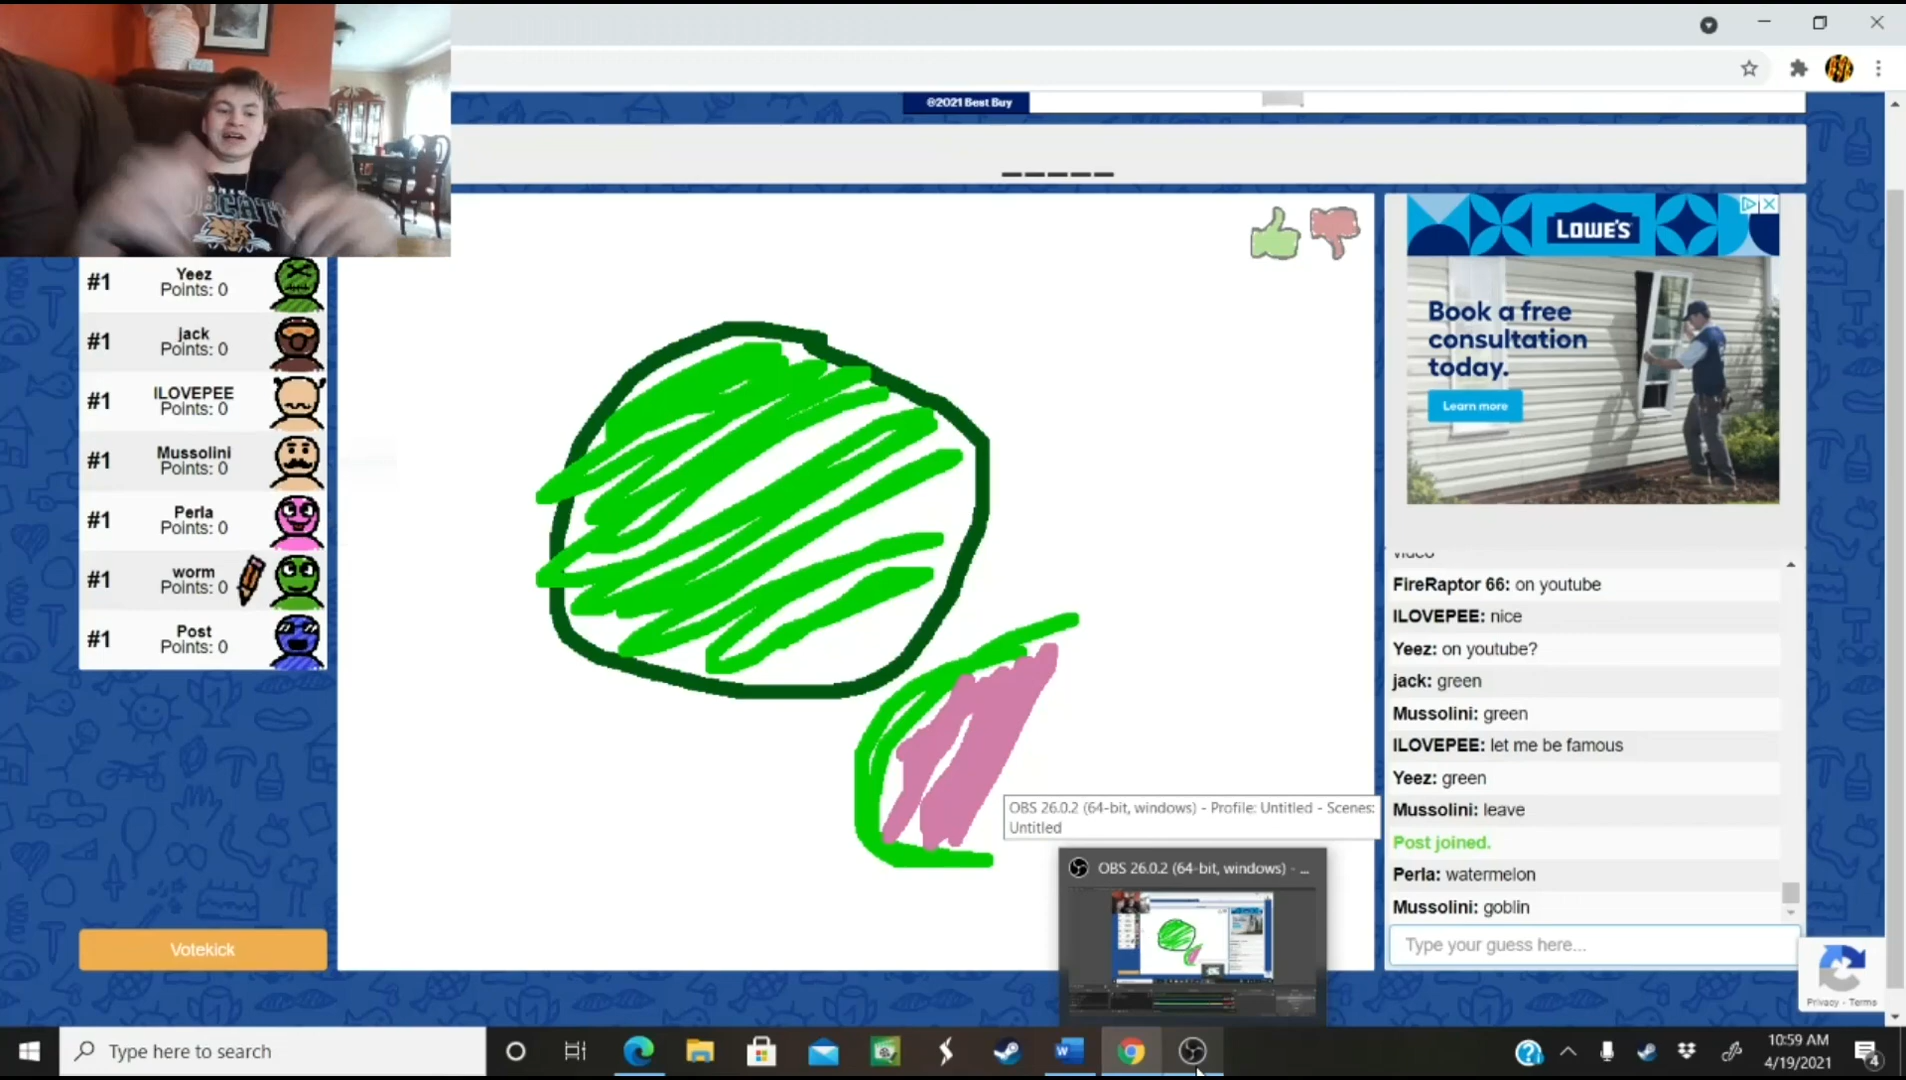 ©2021 Best Buy
_ _ _ _ _
#1 Yeez
Points: 0
#1 jack
Points: 0
#1 ILOVEPEE
Points: 0
#1 Mussolini
Points: 0
#1 Perla
Points: 0
#1 worm
Points: 0
#1 Post
Points: 0
Votekick
LOWE'S
Book a free
consultation
today.
Learn more
FireRaptor 66: on youtube
ILOVEPEE: nice
Yeez: on youtube?
jack: green
Mussolini: green
ILOVEPEE: let me be famous
Yeez: green
Mussolini: leave
Post joined.
Perla: watermelon
Mussolini: goblin
Type your guess here...
Privacy - Terms
OBS 26.0.2 (64-bit, windows) - Profile: Untitled - Scenes:
Untitled
OBS 26.0.2 (64-bit, windows) - ...
Type here to search
10:59 AM
4/19/2021
4